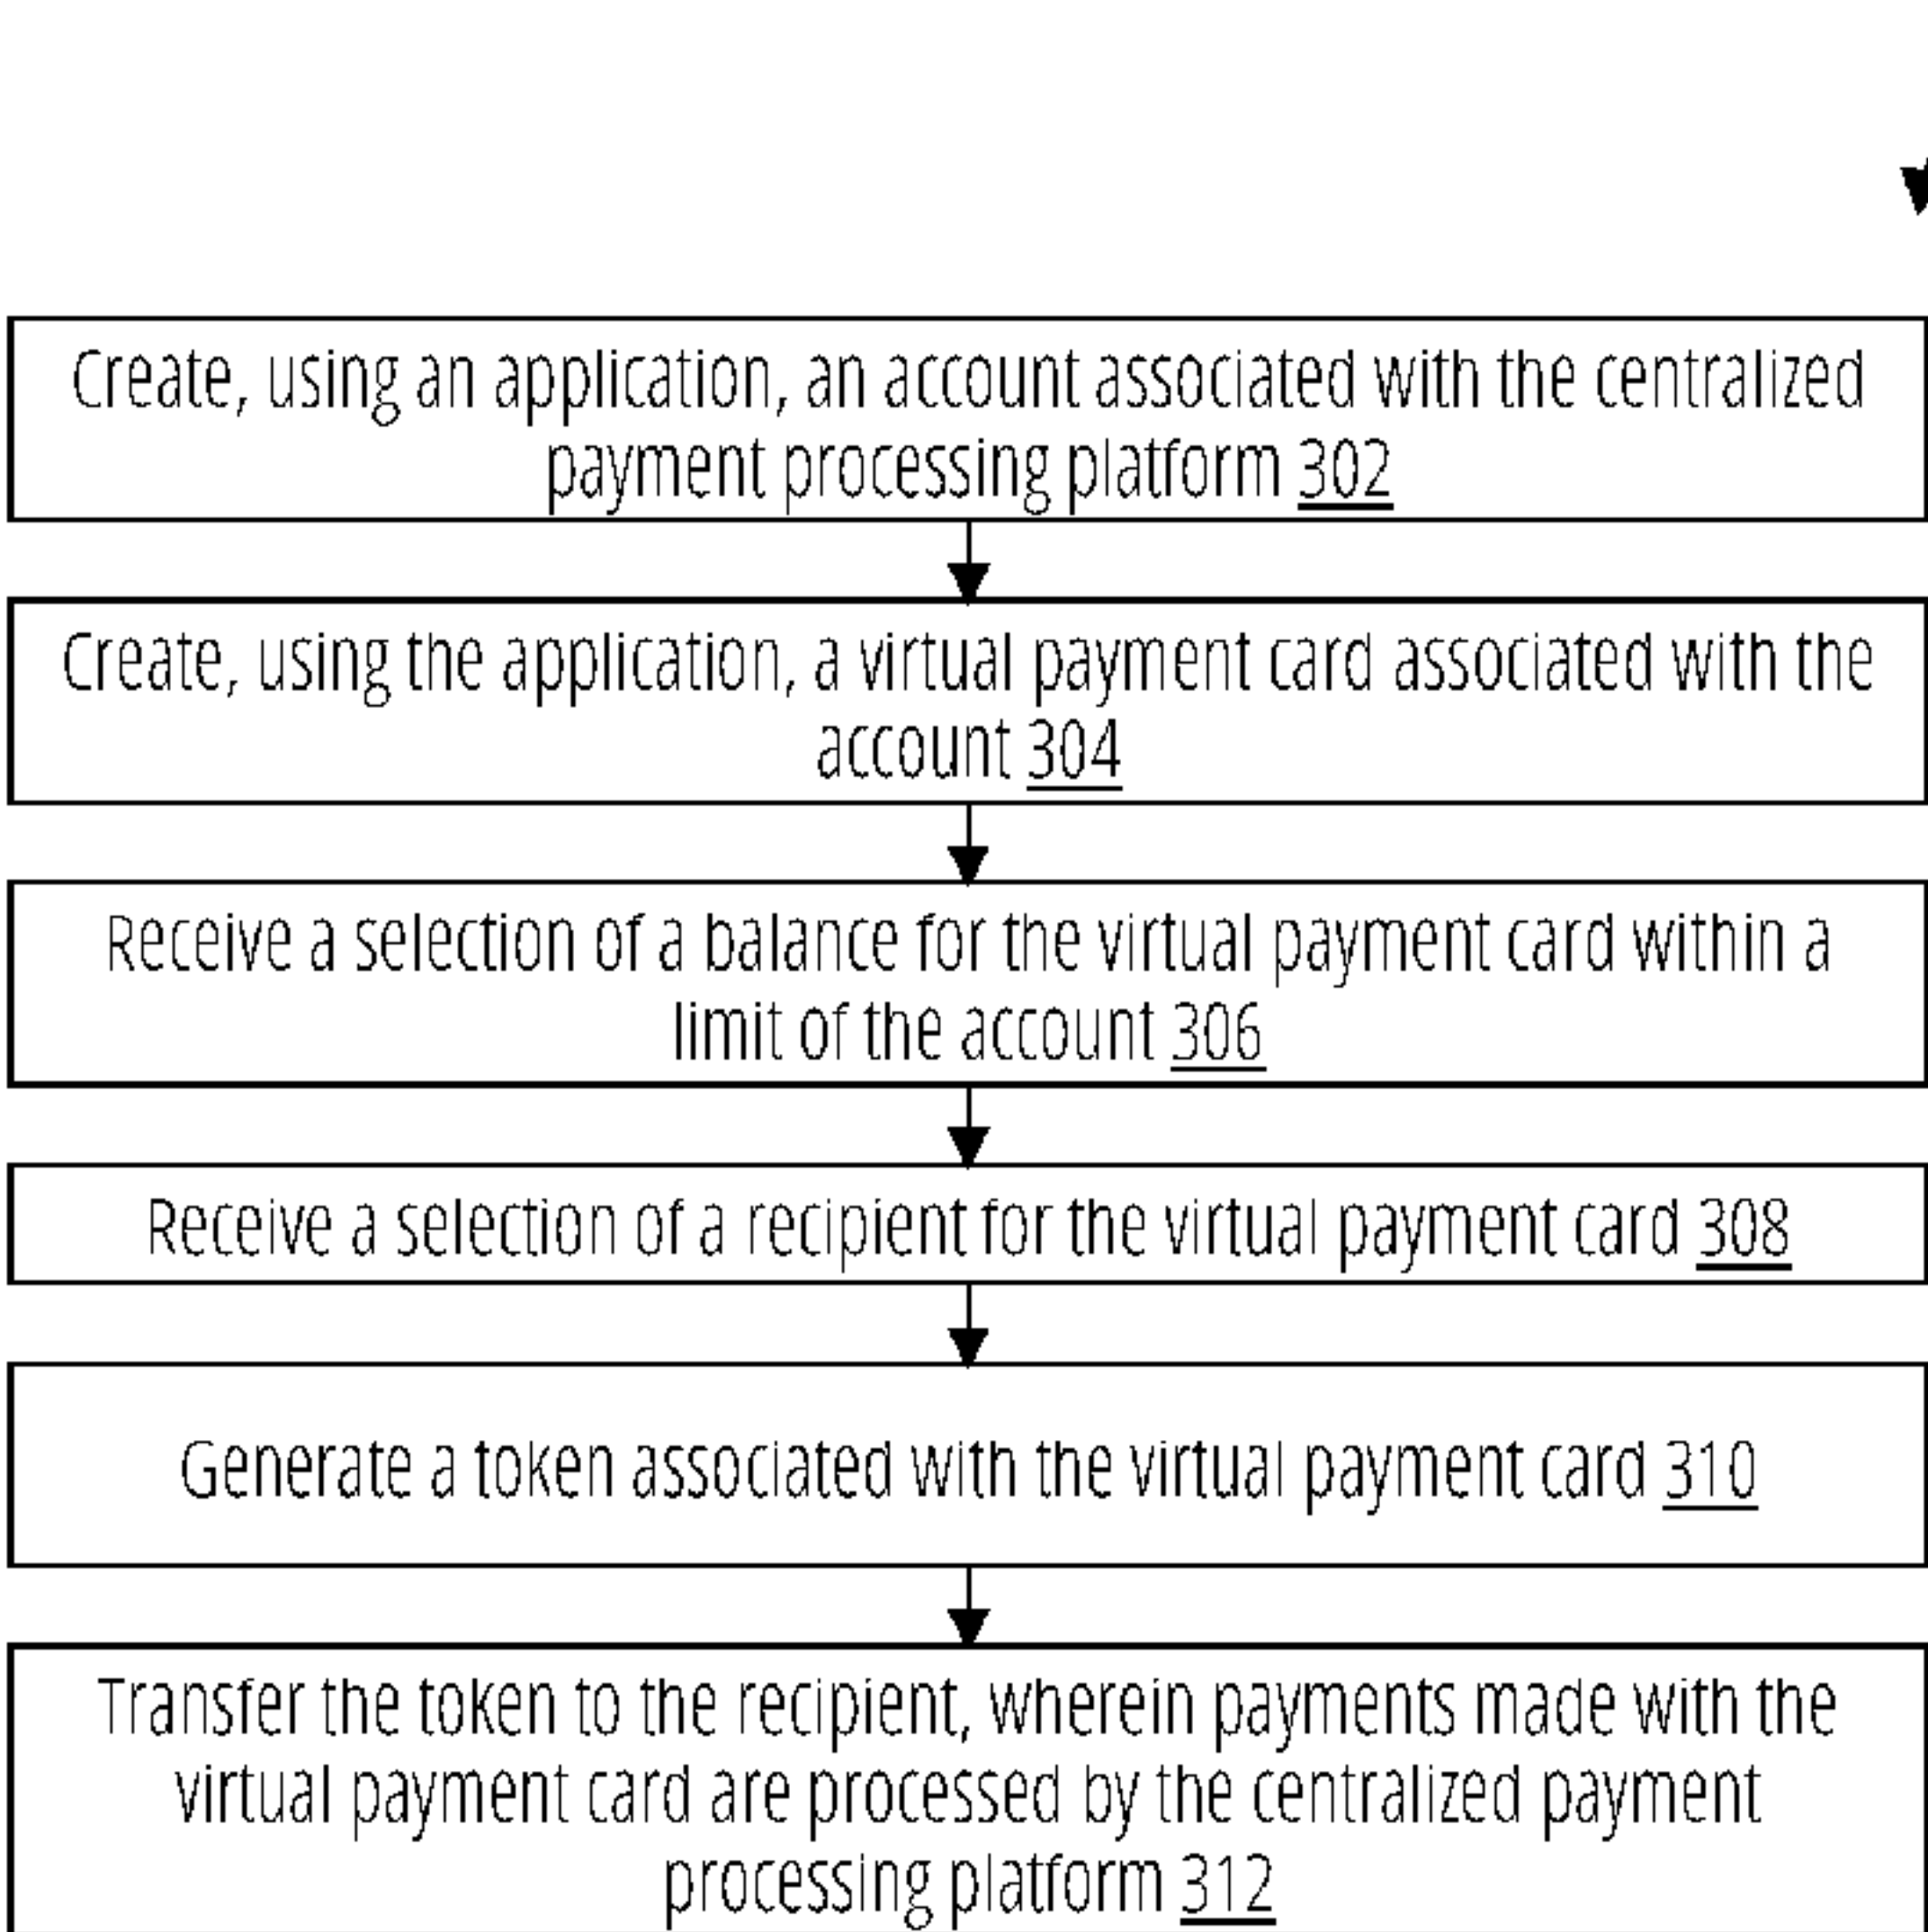 Create, using an application, an account associated with the centralized
payment processing platform 302
Create, using the application, a virtual payment card associated with the
account 304
Receive a selection of a balance for the virtual payment card within a
limit of the account 306
Receive a selection of a recipient for the virtual payment card 308
Generate a token associated with the virtual payment card 310
Transfer the token to the recipient, wherein payments made with the
virtual payment card are processed by the centralized payment
processing platform 312